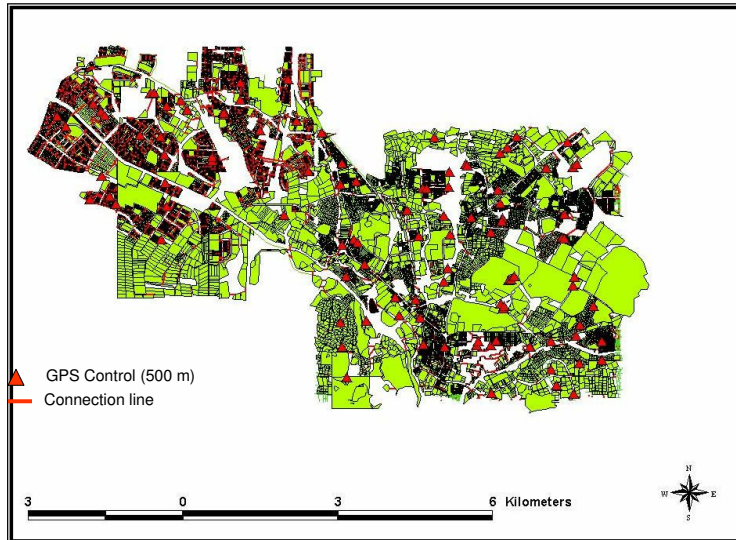 GPS Control (500 m)
Connection line
3 0 3 6 Kilometers
N
W E
S